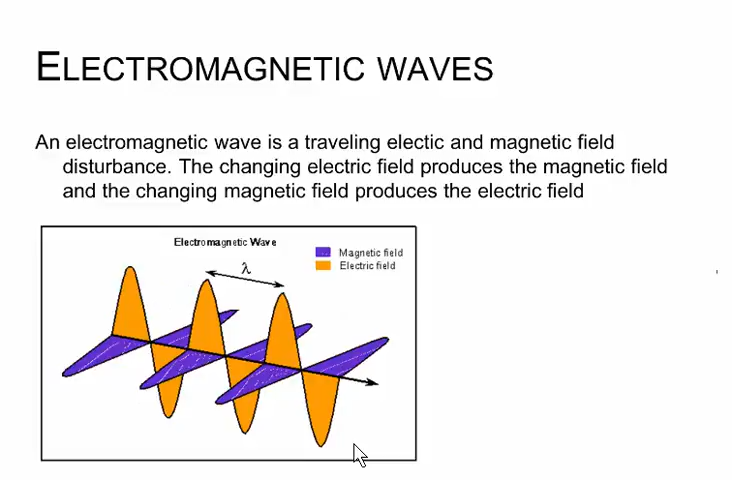 ELECTROMAGNETIC WAVES
An electromagnetic wave is a traveling electic and magnetic field
disturbance. The changing electric field produces the magnetic field
and the changing magnetic field produces the electric field
Electromagnetic Wave
Magnetic field
λ
Electric field